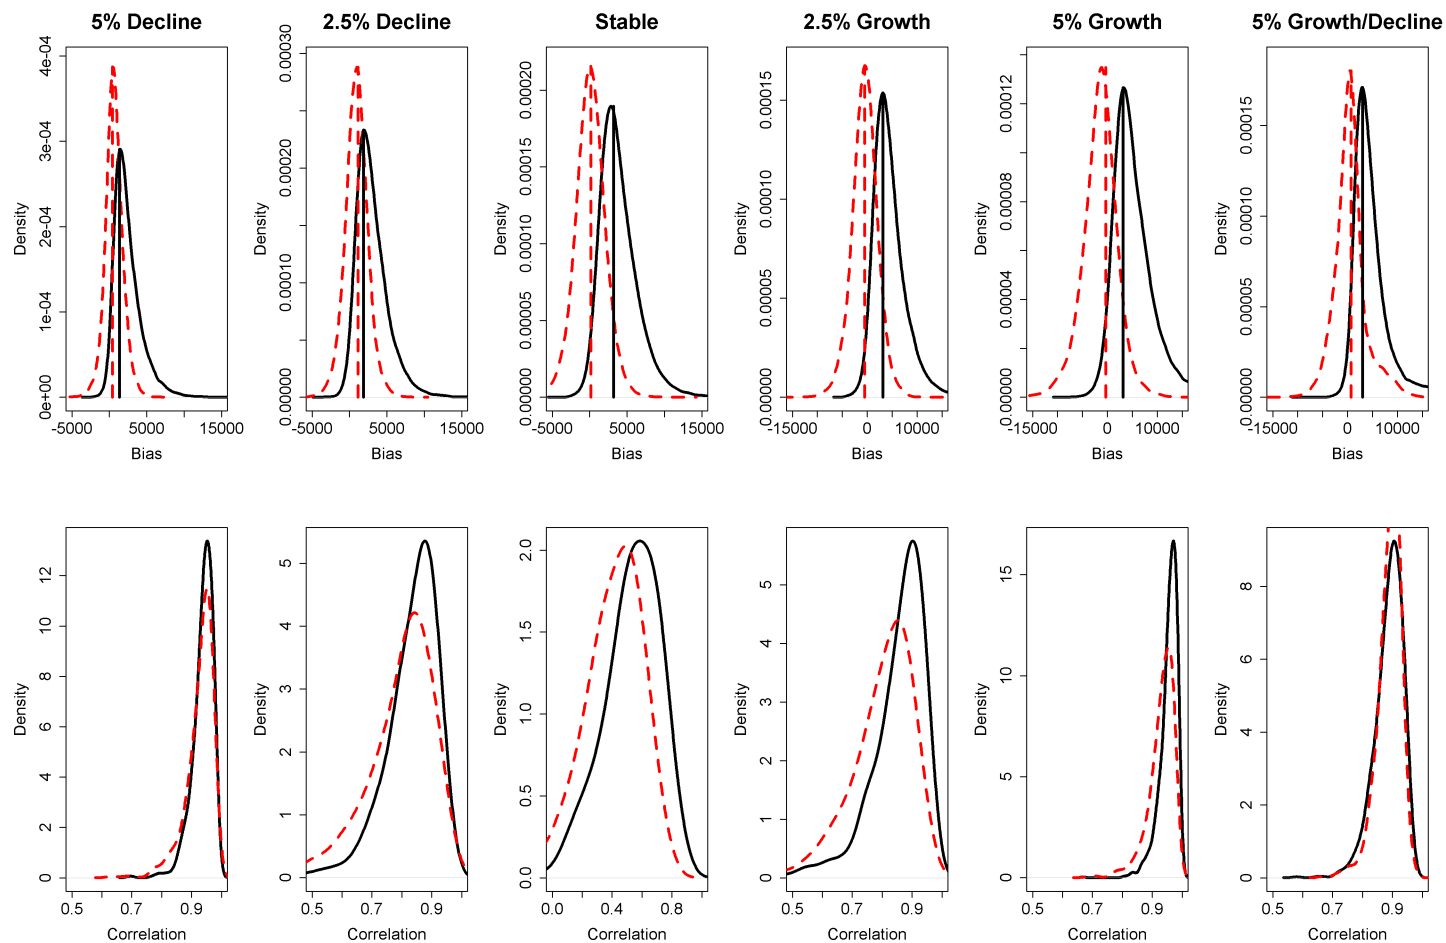 5% Decline
2.5% Decline
Stable
2.5% Growth
5% Growth
5% Growth/Decline
Density
0e+00 1e-04 2e-04 3e-04 4e-04
-5000 5000 15000
Bias
Density
0.00000 0.00010 0.00020 0.00030
-5000 5000 15000
Bias
Density
0.00000 0.00005 0.00010 0.00015 0.00020
-5000 5000 15000
Bias
Density
0.00000 0.00005 0.00010 0.00015
-15000 0 10000
Bias
Density
0.00000 0.00004 0.00008 0.00012
-15000 0 10000
Bias
Density
0.00000 0.00005 0.00010 0.00015
-15000 0 10000
Bias
Density
0 2 4 6 8 10 12
0.5 0.7 0.9
Correlation
Density
0 1 2 3 4 5
0.5 0.7 0.9
Correlation
Density
0.0 0.5 1.0 1.5 2.0
0.0 0.4 0.8
Correlation
Density
0 1 2 3 4 5
0.5 0.7 0.9
Correlation
Density
0 5 10 15
0.5 0.7 0.9
Correlation
Density
0 2 4 6 8
0.5 0.7 0.9
Correlation